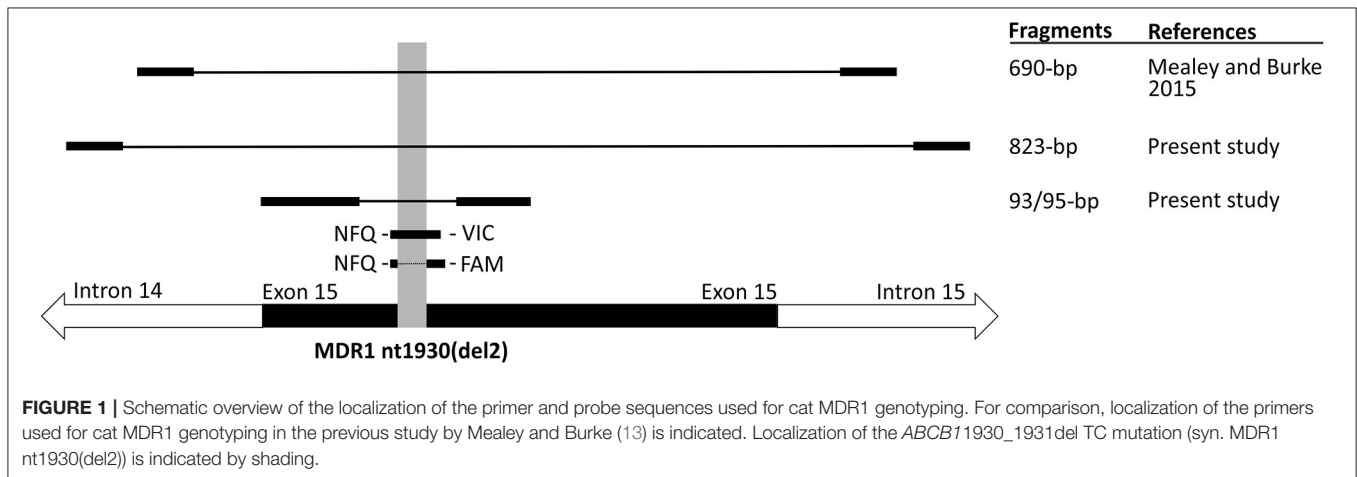 Fragments References
690-bp Mealey and Burke
2015
823-bp Present study
93/95-bp Present study
NFQ - - VIC
NFQ - - FAM
Intron 14 Exon 15 Exon 15 Intron 15
MDR1 nt1930(del2)
FIGURE 1 | Schematic overview of the localization of the primer and probe sequences used for cat MDR1 genotyping. For comparison, localization of the primers
used for cat MDR1 genotyping in the previous study by Mealey and Burke (13) is indicated. Localization of the ABCB11930_1931del TC mutation (syn. MDR1
nt1930(del2)) is indicated by shading.